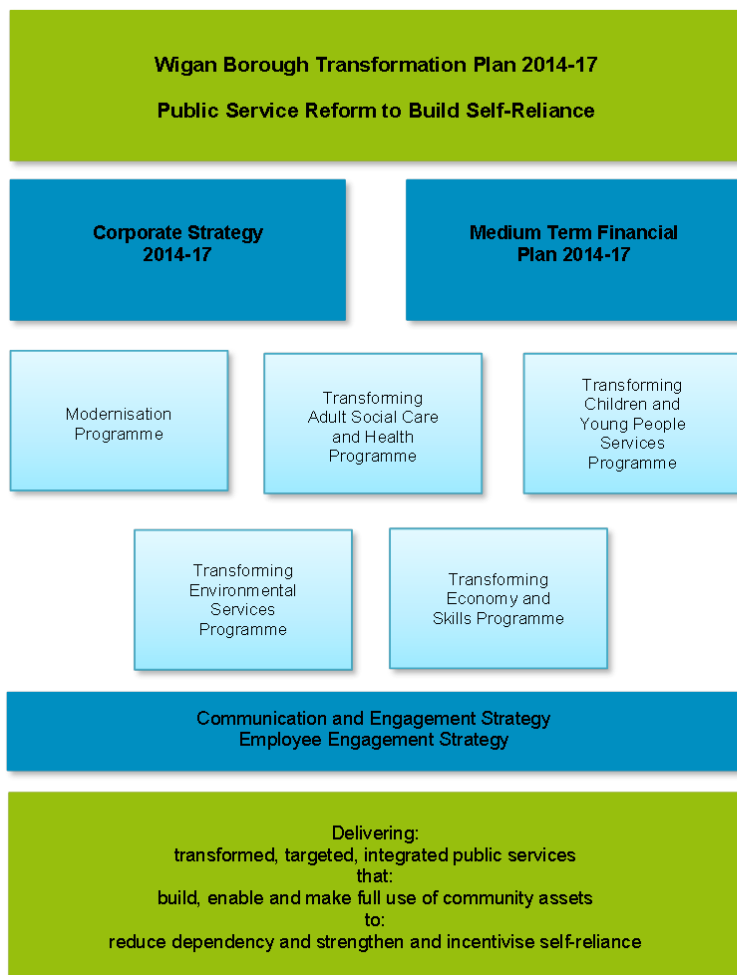 Wigan Borough Transformation Plan 2014-17
Public Service Reform to Build Self-Reliance
Corporate Strategy
2014-17
Medium Term Financial
Plan 2014-17
Modernisation
Programme
Transforming
Adult Social Care
and Health
Programme
Transforming
Children and
Young People
Services
Programme
Transforming
Environmental
Services
Programme
Transforming
Economy and
Skills Programme
Communication and Engagement Strategy
Employee Engagement Strategy
Delivering:
transformed, targeted, integrated public services
that:
build, enable and make full use of community assets
to:
reduce dependency and strengthen and incentivise self-reliance